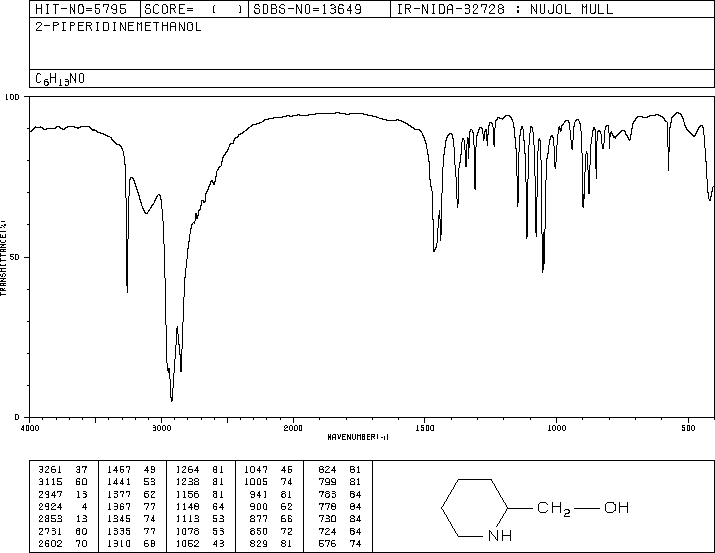 HIT-NO=5795 SCORE= ( ) SDBS-NO=13649 IR-NIDA-32728 : NUJOL MULL
2-PIPERIDINEMETHANOL
C6H13NO
100
50
0
TRANSMITTANCE(%)
4000 3000 2000 1500 1000 500
WAVENUMBER(-1)
3261 37 1457 49 1264 81 1047 45 824 81
3115 60 1441 53 1238 81 1005 74 799 81
2947 13 1377 62 1156 81 941 81 783 84
2924 4 1367 77 1148 64 900 62 778 84
2853 13 1345 74 1113 53 877 66 730 84
2731 60 1335 77 1078 53 850 72 724 84
2602 70 1310 68 1052 43 829 81 576 74
CH2 OH
NH